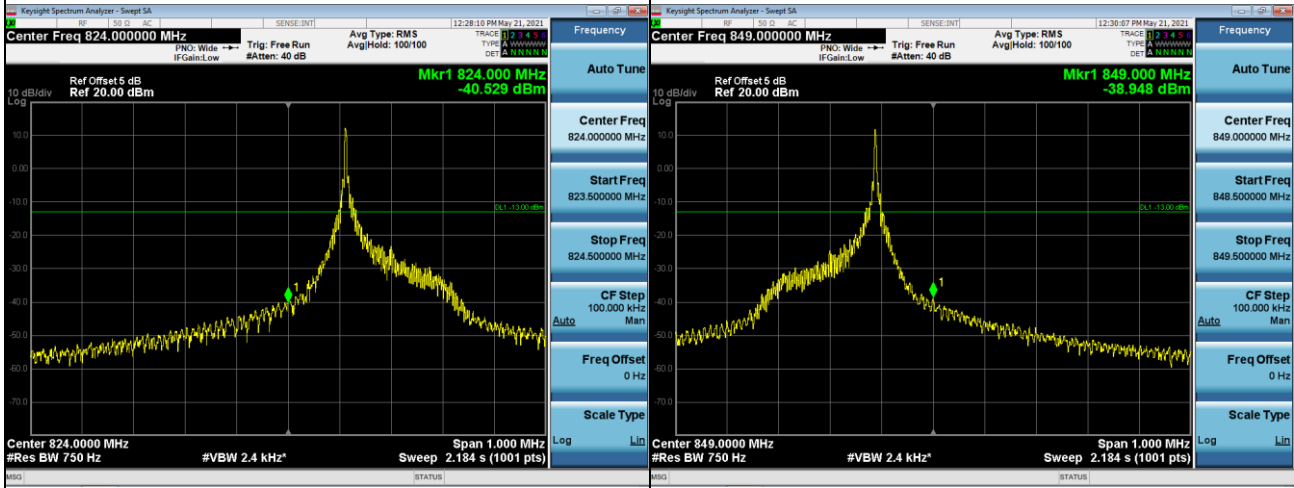 Keysight Spectrum Analyzer - Swept SA
RF 50 Ω AC SENSE:INT 12:28:10 PM May 21, 2021
Center Freq 824.000000 MHz
PNO: Wide
IFGain:Low
Trig: Free Run
#Atten: 40 dB
Avg Type: RMS
Avg|Hold: 100/100
TRACE 1 2 3 4 5 6
TYPE A WWWWW
DET A N N N N N
Ref Offset 5 dB
10 dB/div Ref 20.00 dBm
Log
Mkr1 824.000 MHz
-40.529 dBm
10.0
0.00
-10.0
DL1 -13.00 dBm
-20.0
-30.0
1
-40.0
-50.0
-60.0
-70.0
Center 824.0000 MHz Span 1.000 MHz
#Res BW 750 Hz #VBW 2.4 kHz* Sweep 2.184 s (1001 pts)
MSG STATUS
Frequency
Auto Tune
Center Freq
824.000000 MHz
Start Freq
823.500000 MHz
Stop Freq
824.500000 MHz
CF Step
100.000 kHz
Auto Man
Freq Offset
0 Hz
Scale Type
Log Lin
Keysight Spectrum Analyzer - Swept SA
RF 50 Ω AC SENSE:INT 12:30:07 PM May 21, 2021
Center Freq 849.000000 MHz
PNO: Wide
IFGain:Low
Trig: Free Run
#Atten: 40 dB
Avg Type: RMS
Avg|Hold: 100/100
TRACE 1 2 3 4 5 6
TYPE A WWWWW
DET A N N N N N
Ref Offset 5 dB
10 dB/div Ref 20.00 dBm
Log
Mkr1 849.000 MHz
-38.948 dBm
10.0
0.00
-10.0
DL1 -13.00 dBm
-20.0
-30.0
1
-40.0
-50.0
-60.0
-70.0
Center 849.0000 MHz Span 1.000 MHz
#Res BW 750 Hz #VBW 2.4 kHz* Sweep 2.184 s (1001 pts)
MSG STATUS
Frequency
Auto Tune
Center Freq
849.000000 MHz
Start Freq
848.500000 MHz
Stop Freq
849.500000 MHz
CF Step
100.000 kHz
Auto Man
Freq Offset
0 Hz
Scale Type
Log Lin